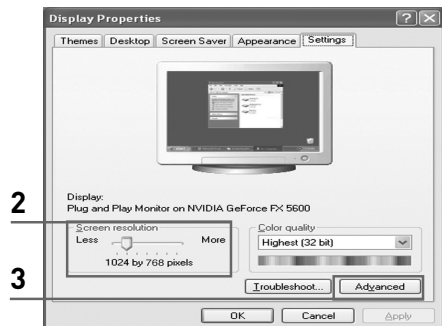 Display Properties
Themes Desktop Screen Saver Appearance Settings
Display:
Plug and Play Monitor on NVIDIA GeForce FX 5600
2
Screen resolution
Less More
1024 by 768 pixels
Color quality
Highest (32 bit)
3
Troubleshoot... Advanced
OK Cancel Apply